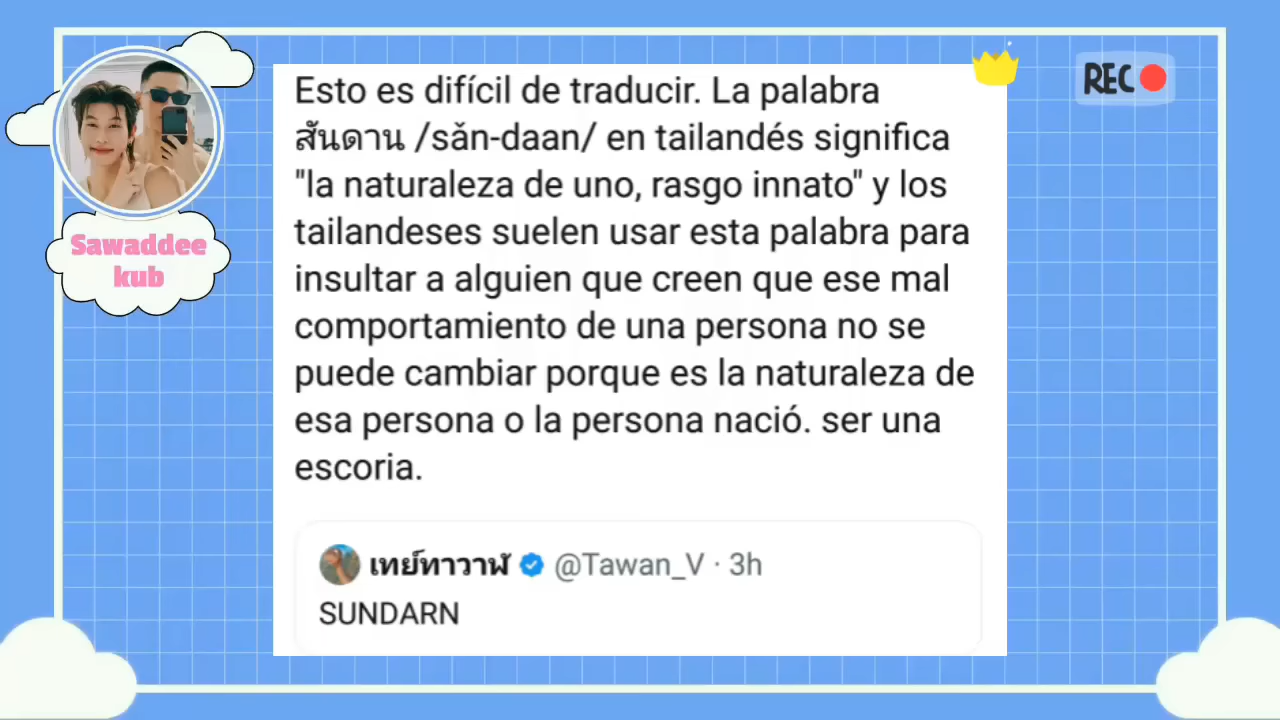 Esto es difícil de traducir. La palabra
สันดาน /sǎn-daan/ en tailandés significa
"la naturaleza de uno, rasgo innato" y los
tailandeses suelen usar esta palabra para
insultar a alguien que creen que ese mal
comportamiento de una persona no se
puede cambiar porque es la naturaleza de
esa persona o la persona nació. ser una
escoria.
เทย์ทาวาฬ @Tawan_V · 3h
SUNDARN
Sawaddee
kub
REC